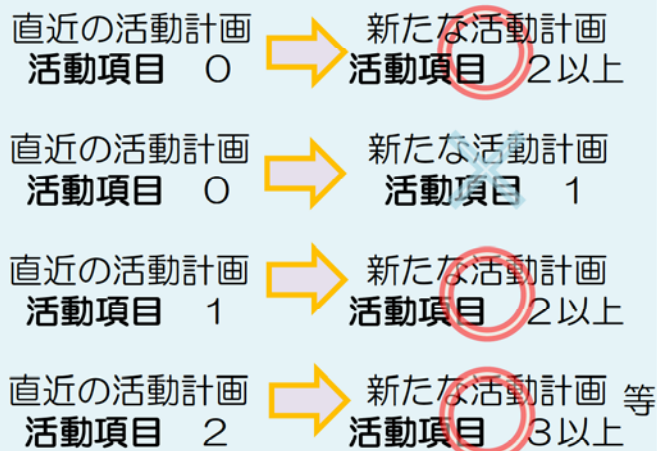 直近の活動計画 新たな活動計画
活動項目 0 活動項目 2以上
直近の活動計画 新たな活動計画
活動項目 0 活動項目 1
直近の活動計画 新たな活動計画
活動項目 1 活動項目 2以上
直近の活動計画 新たな活動計画 等
活動項目 2 活動項目 3以上